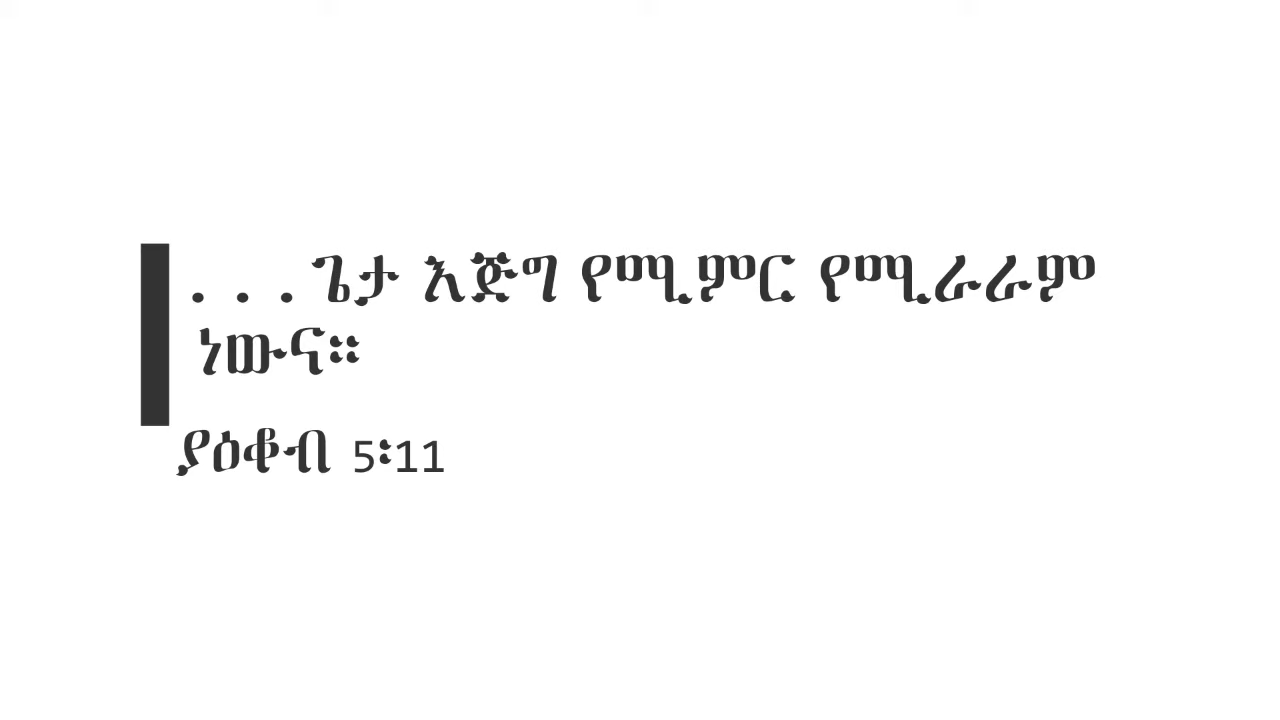 . . . ጌታ እጅግ የሚምር የሚራራም
ነውና።
ያዕቆብ 5፡11